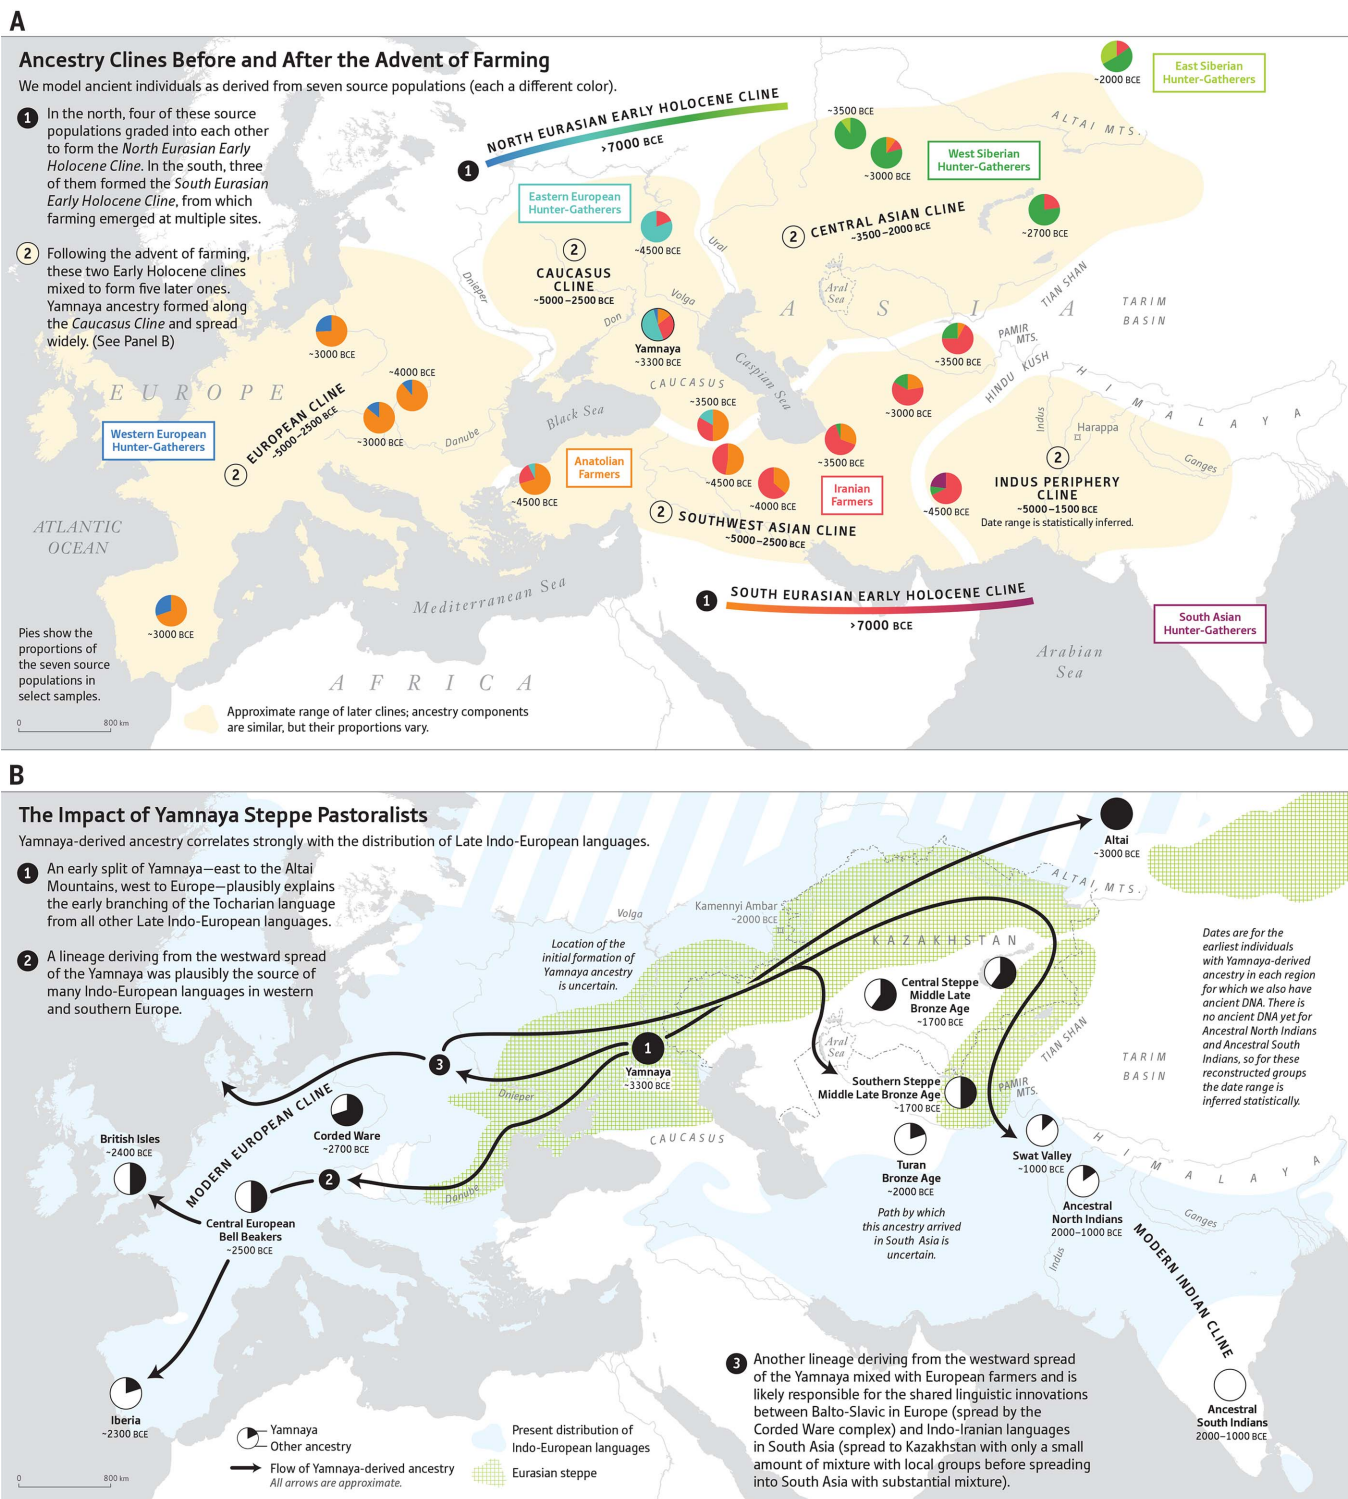 A
Ancestry Clines Before and After the Advent of Farming
We model ancient individuals as derived from seven source populations (each a different color).
1
In the north, four of these source
populations graded into each other
to form the North Eurasian Early
Holocene Cline. In the south, three
of them formed the South Eurasian
Early Holocene Cline, from which
farming emerged at multiple sites.
2
Following the advent of farming,
these two Early Holocene clines
mixed to form five later ones.
Yamnaya ancestry formed along
the Caucasus Cline and spread
widely. (See Panel B)
1
NORTH EURASIAN EARLY HOLOCENE CLINE
>7000 BCE
~2000 BCE
East Siberian
Hunter-Gatherers
ALTAI MTS.
~3500 BCE
~3000 BCE
West Siberian
Hunter-Gatherers
Eastern European
Hunter-Gatherers
~4500 BCE
2
CENTRAL ASIAN CLINE
~3500–2000 BCE
~2700 BCE
2
CAUCASUS
CLINE
~5000–2500 BCE
Ural
Dnieper
Volga
Don
Aral
Sea
ASIA
TIAN SHAN
TARIM
BASIN
PAMIR
MTS.
HINDU KUSH
HIMALAYA
Yamnaya
~3300 BCE
~3000 BCE
~4000 BCE
~3000 BCE
EUROPE
EUROPEAN CLINE
~5000–2500 BCE
2
Western European
Hunter-Gatherers
Danube
Black Sea
CAUCASUS
Caspian Sea
~3500 BCE
~4500 BCE
~4000 BCE
~3500 BCE
~3000 BCE
~3500 BCE
~4500 BCE
Anatolian
Farmers
~4500 BCE
Iranian
Farmers
2
SOUTHWEST ASIAN CLINE
~5000–2500 BCE
Indus
Harappa
Ganges
2
INDUS PERIPHERY
CLINE
~5000–1500 BCE
Date range is statistically inferred.
ATLANTIC
OCEAN
Mediterranean Sea
1
SOUTH EURASIAN EARLY HOLOCENE CLINE
>7000 BCE
South Asian
Hunter-Gatherers
Arabian
Sea
~3000 BCE
Pies show the
proportions of
the seven source
populations in
select samples.
AFRICA
Approximate range of later clines; ancestry components
are similar, but their proportions vary.
0 800 km
B
The Impact of Yamnaya Steppe Pastoralists
Yamnaya-derived ancestry correlates strongly with the distribution of Late Indo-European languages.
1
An early split of Yamnaya—east to the Altai
Mountains, west to Europe—plausibly explains
the early branching of the Tocharian language
from all other Late Indo-European languages.
2
A lineage deriving from the westward spread
of the Yamnaya was plausibly the source of
many Indo-European languages in western
and southern Europe.
Altai
~3000 BCE
ALTAI MTS.
Volga
Kamennyi Ambar
~2000 BCE
Location of the
initial formation of
Yamnaya ancestry
is uncertain.
KAZAKHSTAN
Central Steppe
Middle Late
Bronze Age
~1700 BCE
Dates are for the
earliest individuals
with Yamnaya-derived
ancestry in each region
for which we also have
ancient DNA. There is
no ancient DNA yet for
Ancestral North Indians
and Ancestral South
Indians, so for these
reconstructed groups
the date range is
inferred statistically.
1
Yamnaya
~3300 BCE
3
Aral
Sea
TIAN SHAN
TARIM
BASIN
PAMIR
MTS.
Southern Steppe
Middle Late Bronze Age
~1700 BCE
Dnieper
CAUCASUS
MODERN EUROPEAN CLINE
Corded Ware
~2700 BCE
British Isles
~2400 BCE
2
Danube
Central European
Bell Beakers
~2500 BCE
Turan
Bronze Age
~2000 BCE
Path by which
this ancestry arrived
in South Asia is
uncertain.
Swat Valley
~1000 BCE
HIMALAYA
Ancestral
North Indians
2000–1000 BCE
Ganges
Indus
MODERN INDIAN CLINE
Ancestral
South Indians
2000–1000 BCE
Iberia
~2300 BCE
3
Another lineage deriving from the westward spread
of the Yamnaya mixed with European farmers and is
likely responsible for the shared linguistic innovations
between Balto-Slavic in Europe (spread by the
Corded Ware complex) and Indo-Iranian languages
in South Asia (spread to Kazakhstan with only a small
amount of mixture with local groups before spreading
into South Asia with substantial mixture).
Yamnaya
Other ancestry
Flow of Yamnaya-derived ancestry
All arrows are approximate.
Present distribution of
Indo-European languages
Eurasian steppe
0 800 km